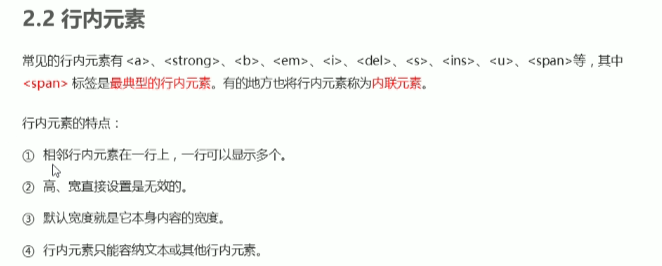 2.2 行内元素
常见的行内元素有 <a>、<strong>、<b>、<em>、<i>、<del>、<s>、<ins>、<u>、<span>等，其中
<span> 标签是最典型的行内元素。有的地方也将行内元素称为内联元素。
行内元素的特点：
① 相邻行内元素在一行上，一行可以显示多个。
② 高、宽直接设置是无效的。
③ 默认宽度就是它本身内容的宽度。
④ 行内元素只能容纳文本或其他行内元素。